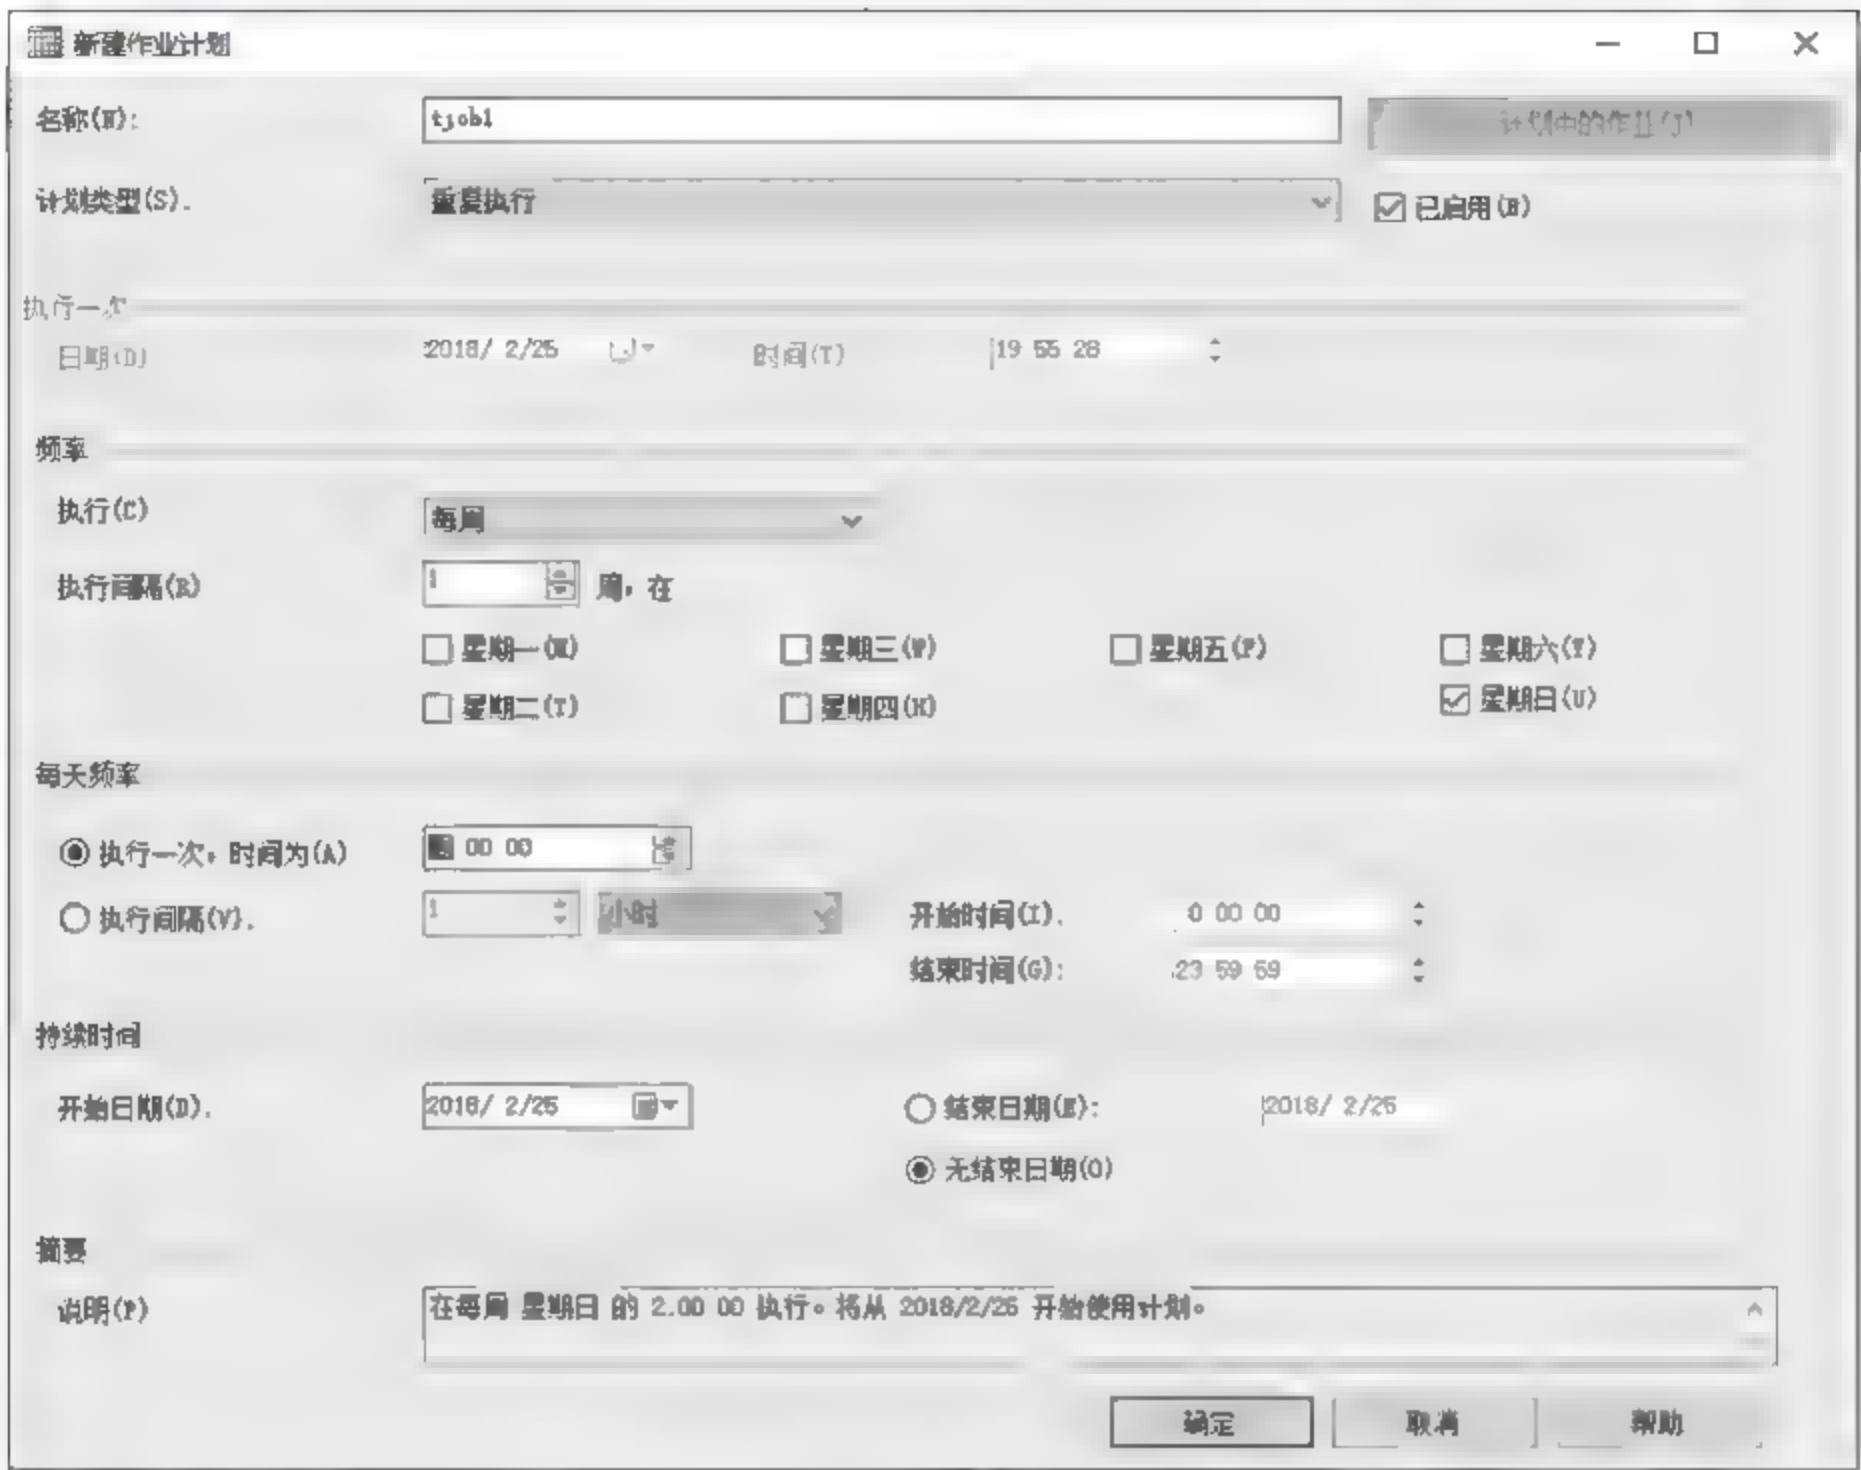 新建作业计划
名称(N): tjob1 计划中的作业(J)
计划类型(S). 重复执行 已启用(B)
执行一次
日期(D) 2018/ 2/25 时间(T) 19 55 28
频率
执行(C) 每周
执行间隔(R) 1 周，在
星期一(M) 星期三(W) 星期五(F) 星期六(Y)
星期二(T) 星期四(H) 星期日(U)
每天频率
执行一次，时间为(A) 00 00
执行间隔(V). 1 小时 开始时间(I). 0 00 00
结束时间(G): 23 59 59
持续时间
开始日期(D). 2018/ 2/25 结束日期(E): 2018/ 2/25
无结束日期(O)
摘要
说明(P) 在每周 星期日 的 2.00 00 执行。将从 2018/2/25 开始使用计划。
确定 取消 帮助